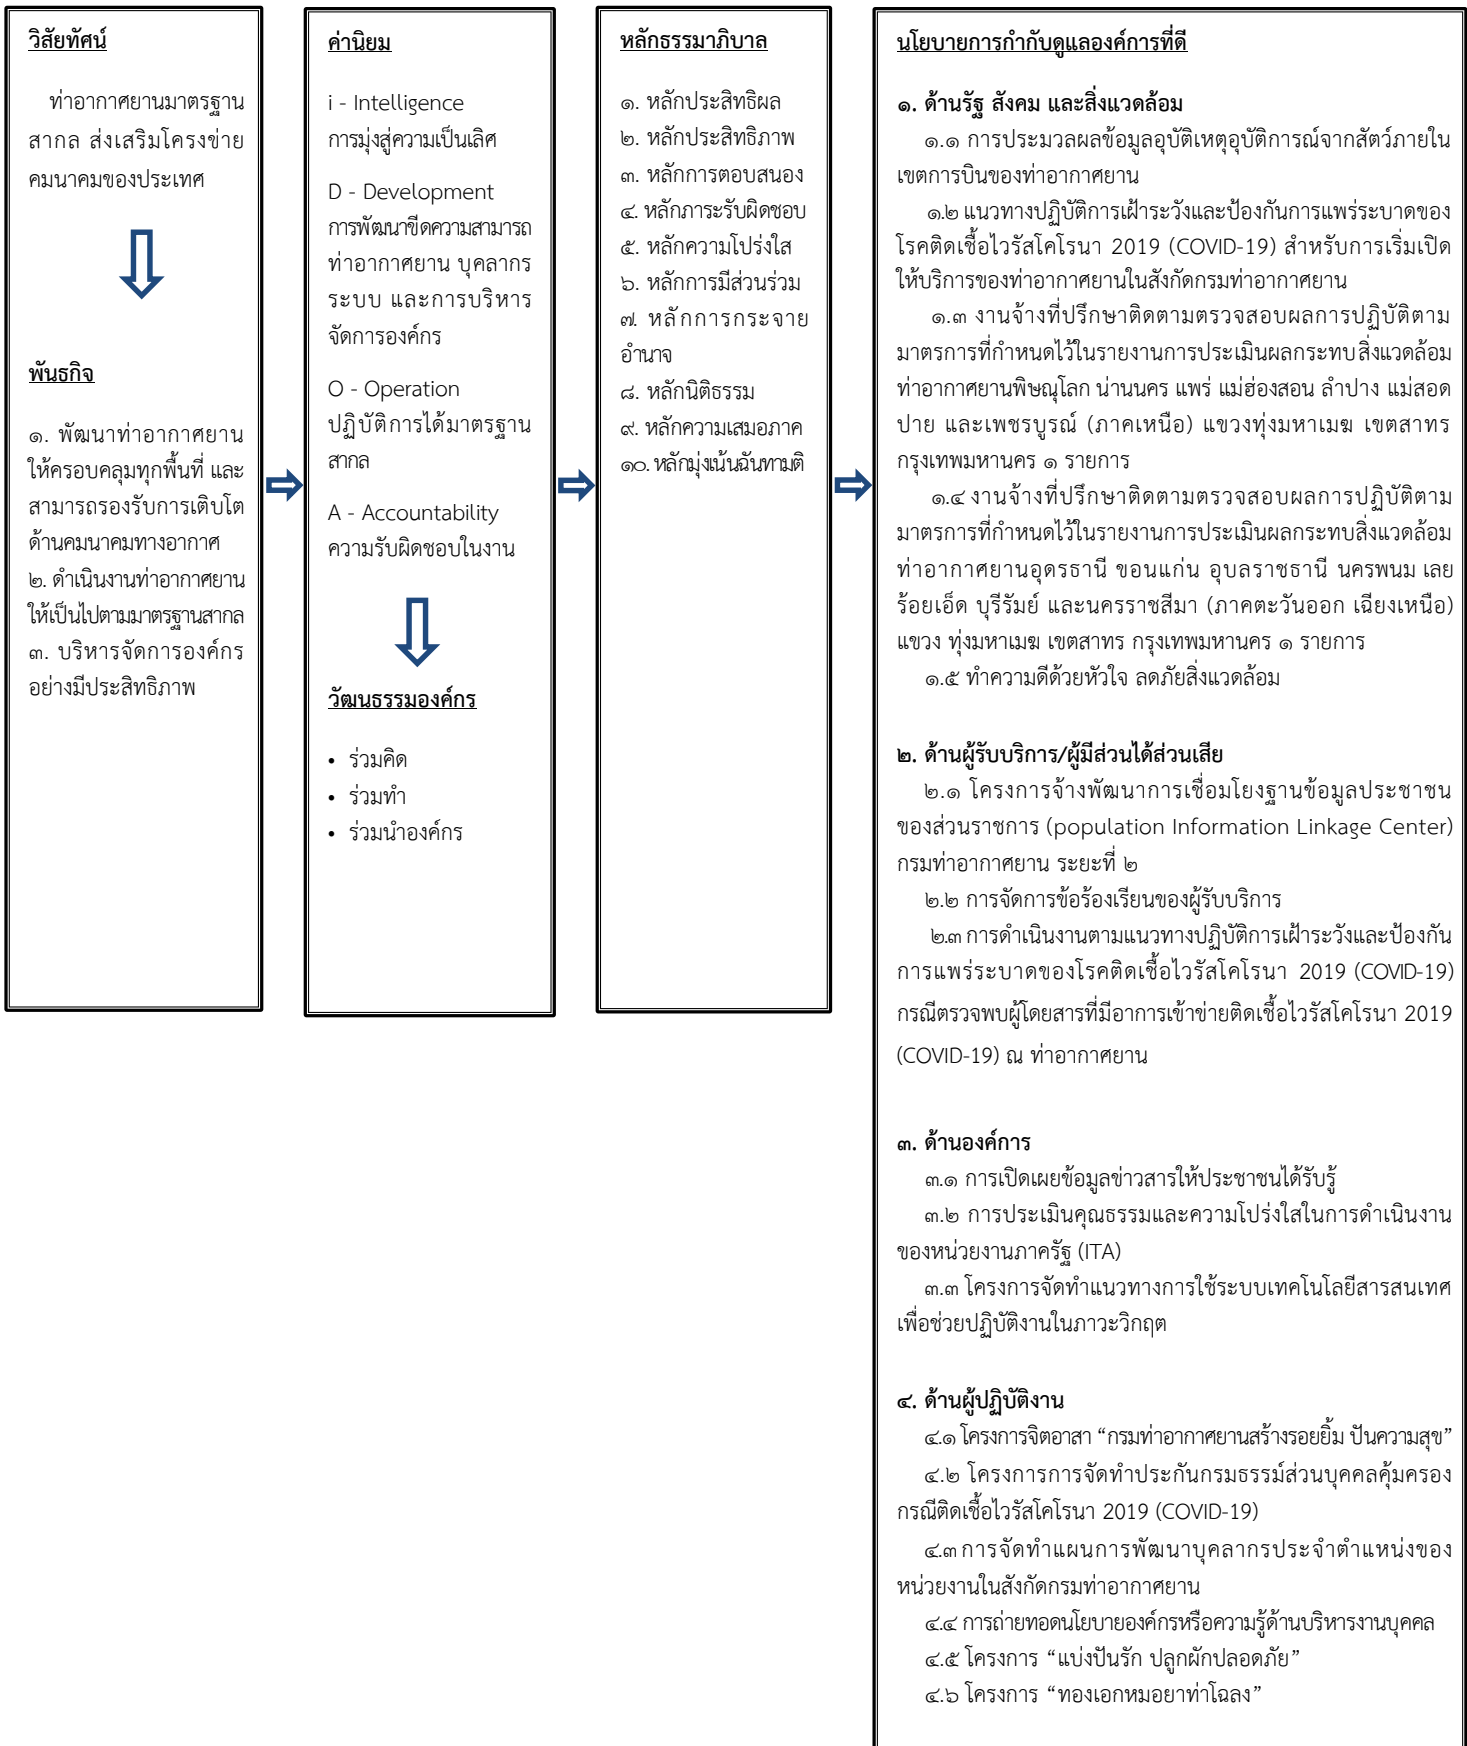 วิสัยทัศน์
ท่าอากาศยานมาตรฐาน
สากล ส่งเสริมโครงข่าย
คมนาคมของประเทศ
พันธกิจ
๑. พัฒนาท่าอากาศยาน
ให้ครอบคลุมทุกพื้นที่ และ
สามารถรองรับการเติบโต
ด้านคมนาคมทางอากาศ
๒. ดำเนินงานท่าอากาศยาน
ให้เป็นไปตามมาตรฐานสากล
๓. บริหารจัดการองค์กร
อย่างมีประสิทธิภาพ
ค่านิยม
i - Intelligence
การมุ่งสู่ความเป็นเลิศ
D - Development
การพัฒนาขีดความสามารถ
ท่าอากาศยาน บุคลากร
ระบบ และการบริหาร
จัดการองค์กร
O - Operation
ปฏิบัติการได้มาตรฐาน
สากล
A - Accountability
ความรับผิดชอบในงาน
วัฒนธรรมองค์กร
• ร่วมคิด
• ร่วมทำ
• ร่วมนำองค์กร
หลักธรรมาภิบาล
๑. หลักประสิทธิผล
๒. หลักประสิทธิภาพ
๓. หลักการตอบสนอง
๔. หลักภาระรับผิดชอบ
๕. หลักความโปร่งใส
๖. หลักการมีส่วนร่วม
๗. หลักการกระจาย
อำนาจ
๘. หลักนิติธรรม
๙. หลักความเสมอภาค
๑๐. หลักมุ่งเน้นฉันทามติ
นโยบายการกำกับดูแลองค์การที่ดี
๑. ด้านรัฐ สังคม และสิ่งแวดล้อม
๑.๑ การประมวลผลข้อมูลอุบัติเหตุอุบัติการณ์จากสัตว์ภายใน
เขตการบินของท่าอากาศยาน
๑.๒ แนวทางปฏิบัติการเฝ้าระวังและป้องกันการแพร่ระบาดของ
โรคติดเชื้อไวรัสโคโรนา 2019 (COVID-19) สำหรับการเริ่มเปิด
ให้บริการของท่าอากาศยานในสังกัดกรมท่าอากาศยาน
๑.๓ งานจ้างที่ปรึกษาติดตามตรวจสอบผลการปฏิบัติตาม
มาตรการที่กำหนดไว้ในรายงานการประเมินผลกระทบสิ่งแวดล้อม
ท่าอากาศยานพิษณุโลก น่านนคร แพร่ แม่ฮ่องสอน ลำปาง แม่สอด
ปาย และเพชรบูรณ์ (ภาคเหนือ) แขวงทุ่งมหาเมฆ เขตสาทร
กรุงเทพมหานคร ๑ รายการ
๑.๔ งานจ้างที่ปรึกษาติดตามตรวจสอบผลการปฏิบัติตาม
มาตรการที่กำหนดไว้ในรายงานการประเมินผลกระทบสิ่งแวดล้อม
ท่าอากาศยานอุดรธานี ขอนแก่น อุบลราชธานี นครพนม เลย
ร้อยเอ็ด บุรีรัมย์ และนครราชสีมา (ภาคตะวันออก เฉียงเหนือ)
แขวง ทุ่งมหาเมฆ เขตสาทร กรุงเทพมหานคร ๑ รายการ
๑.๕ ทำความดีด้วยหัวใจ ลดภัยสิ่งแวดล้อม
๒. ด้านผู้รับบริการ/ผู้มีส่วนได้ส่วนเสีย
๒.๑ โครงการจ้างพัฒนาการเชื่อมโยงฐานข้อมูลประชาชน
ของส่วนราชการ (population Information Linkage Center)
กรมท่าอากาศยาน ระยะที่ ๒
๒.๒ การจัดการข้อร้องเรียนของผู้รับบริการ
๒.๓ การดำเนินงานตามแนวทางปฏิบัติการเฝ้าระวังและป้องกัน
การแพร่ระบาดของโรคติดเชื้อไวรัสโคโรนา 2019 (COVID-19)
กรณีตรวจพบผู้โดยสารที่มีอาการเข้าข่ายติดเชื้อไวรัสโคโรนา 2019
(COVID-19) ณ ท่าอากาศยาน
๓. ด้านองค์การ
๓.๑ การเปิดเผยข้อมูลข่าวสารให้ประชาชนได้รับรู้
๓.๒ การประเมินคุณธรรมและความโปร่งใสในการดำเนินงาน
ของหน่วยงานภาครัฐ (ITA)
๓.๓ โครงการจัดทำแนวทางการใช้ระบบเทคโนโลยีสารสนเทศ
เพื่อช่วยปฏิบัติงานในภาวะวิกฤต
๔. ด้านผู้ปฏิบัติงาน
๔.๑ โครงการจิตอาสา “กรมท่าอากาศยานสร้างรอยยิ้ม ปันความสุข”
๔.๒ โครงการการจัดทำประกันกรมธรรม์ส่วนบุคคลคุ้มครอง
กรณีติดเชื้อไวรัสโคโรนา 2019 (COVID-19)
๔.๓ การจัดทำแผนการพัฒนาบุคลากรประจำตำแหน่งของ
หน่วยงานในสังกัดกรมท่าอากาศยาน
๔.๔ การถ่ายทอดนโยบายองค์กรหรือความรู้ด้านบริหารงานบุคคล
๔.๕ โครงการ “แบ่งปันรัก ปลูกผักปลอดภัย”
๔.๖ โครงการ “ทองเอกหมอยาท่าโฉลง”